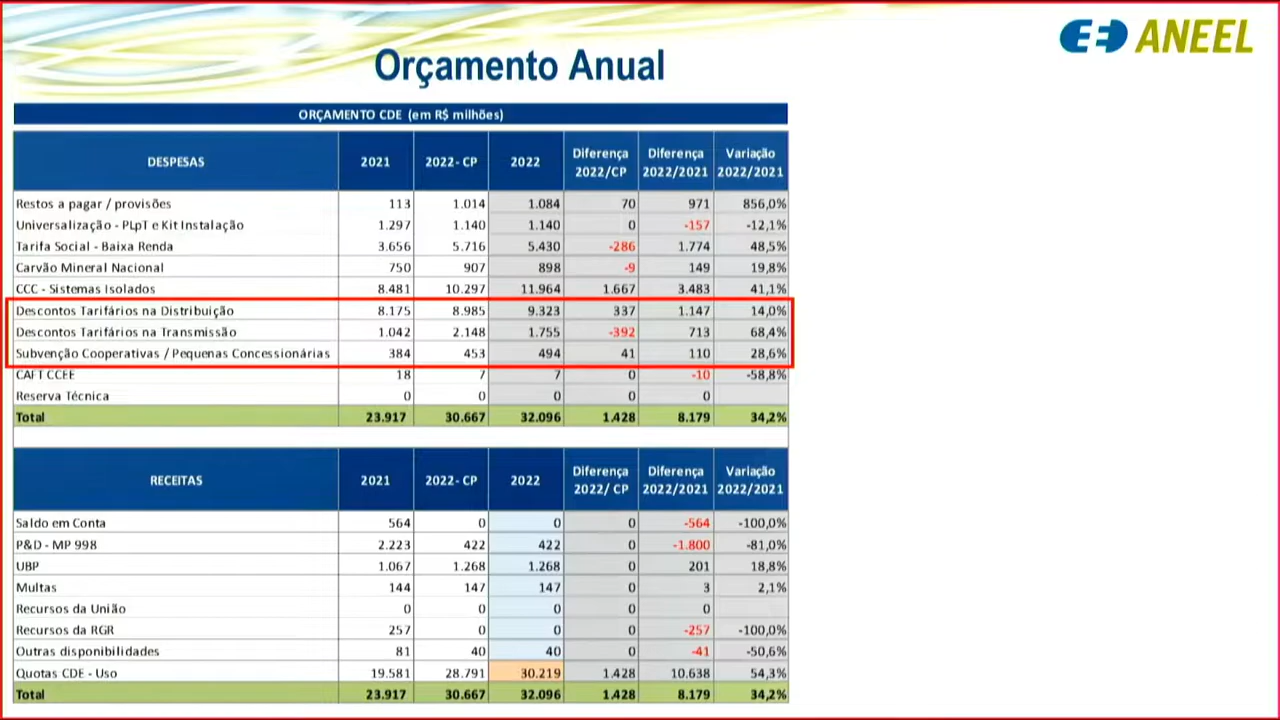 ANEEL
Orçamento Anual
ORÇAMENTO CDE (em R$ milhões)
DESPESAS 2021 2022- CP 2022 Diferença 2022/CP Diferença 2022/2021 Variação 2022/2021
Restos a pagar / provisões 113 1.014 1.084 70 971 856,0%
Universalização - PLpT e Kit Instalação 1.297 1.140 1.140 0 -157 -12,1%
Tarifa Social - Baixa Renda 3.656 5.716 5.430 -286 1.774 48,5%
Carvão Mineral Nacional 750 907 898 -9 149 19,8%
CCC - Sistemas Isolados 8.481 10.297 11.964 1.667 3.483 41,1%
Descontos Tarifários na Distribuição 8.175 8.985 9.323 337 1.147 14,0%
Descontos Tarifários na Transmissão 1.042 2.148 1.755 -392 713 68,4%
Subvenção Cooperativas / Pequenas Concessionárias 384 453 494 41 110 28,6%
CAFT CCEE 18 7 7 0 -10 -58,8%
Reserva Técnica 0 0 0 0 0
Total 23.917 30.667 32.096 1.428 8.179 34,2%
RECEITAS 2021 2022- CP 2022 Diferença 2022/ CP Diferença 2022/2021 Variação 2022/2021
Saldo em Conta 564 0 0 0 -564 -100,0%
P&D - MP 998 2.223 422 422 0 -1.800 -81,0%
UBP 1.067 1.268 1.268 0 201 18,8%
Multas 144 147 147 0 3 2,1%
Recursos da União 0 0 0 0 0
Recursos da RGR 257 0 0 0 -257 -100,0%
Outras disponibilidades 81 40 40 0 -41 -50,6%
Quotas CDE - Uso 19.581 28.791 30.219 1.428 10.638 54,3%
Total 23.917 30.667 32.096 1.428 8.179 34,2%